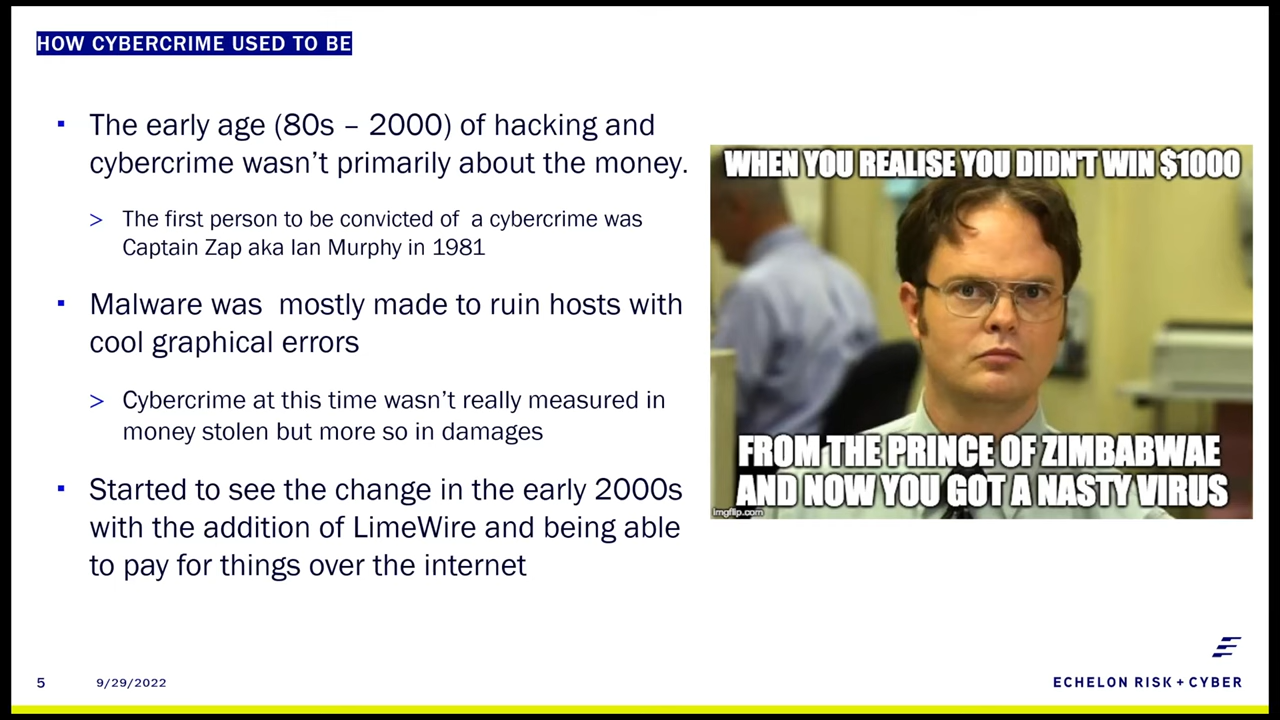 HOW CYBERCRIME USED TO BE
▪ The early age (80s – 2000) of hacking and
cybercrime wasn't primarily about the money.
> The first person to be convicted of  a cybercrime was
Captain Zap aka Ian Murphy in 1981
▪ Malware was  mostly made to ruin hosts with
cool graphical errors
> Cybercrime at this time wasn't really measured in
money stolen but more so in damages
▪ Started to see the change in the early 2000s
with the addition of LimeWire and being able
to pay for things over the internet
WHEN YOU REALISE YOU DIDN'T WIN $1000
FROM THE PRINCE OF ZIMBABWAE
AND NOW YOU GOT A NASTY VIRUS
imgflip.com
5
9/29/2022
ECHELON RISK + CYBER